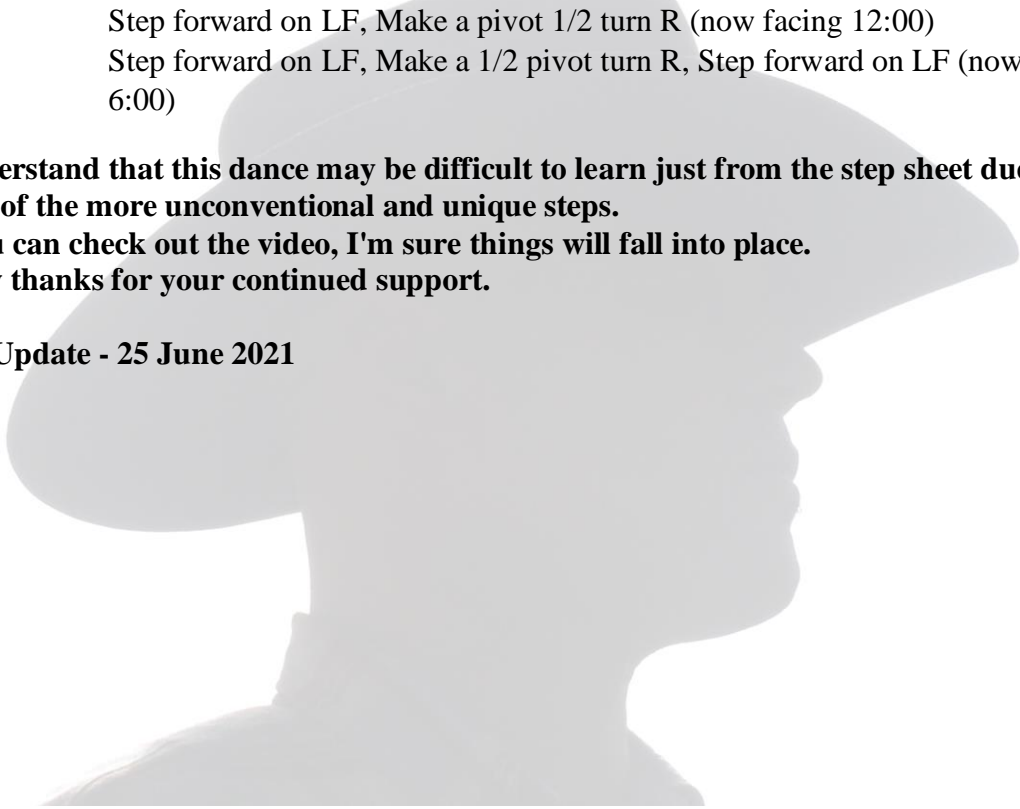 Step forward on LF, Make a pivot 1/2 turn R (now facing 12:00)
Step forward on LF, Make a 1/2 pivot turn R, Step forward on LF (now
6:00)
erstand that this dance may be difficult to learn just from the step sheet du
of the more unconventional and unique steps.
can check out the video, I'm sure things will fall into place.
thanks for your continued support.
Update - 25 June 2021